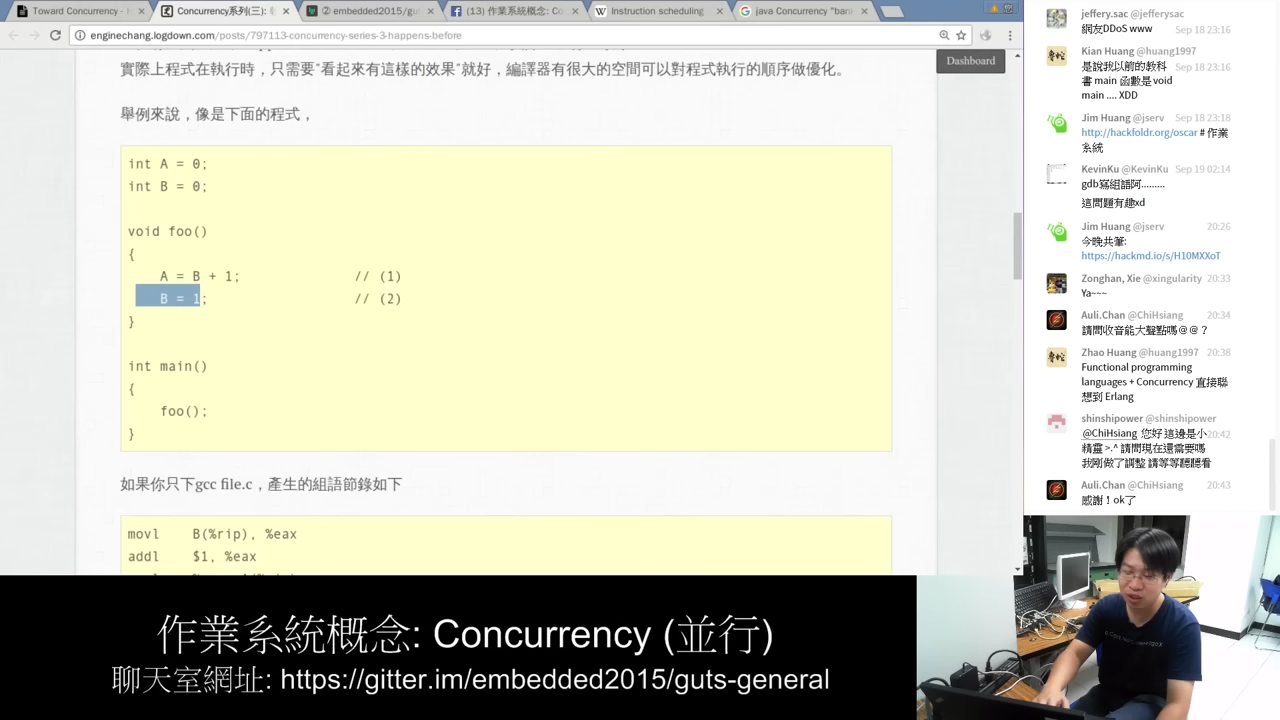 Toward Concurrency - H
Concurrency系列(三): 朝
② embedded2015/gut
(13) 作業系統概念: Co
Instruction scheduling
java Concurrency "ban
enginechang.logdown.com/posts/797113-concurrency-series-3-happens-before
Dashboard
實際上程式在執行時，只需要"看起來有這樣的效果"就好，編譯器有很大的空間可以對程式執行的順序做優化。
舉例來說，像是下面的程式，
int A = 0;
int B = 0;
void foo()
{
A = B + 1; // (1)
B = 1; // (2)
}
int main()
{
foo();
}
如果你只下gcc file.c，產生的組語節錄如下
movl B(%rip), %eax
addl $1, %eax
jeffery.sac @jefferysac
網友DDoS www Sep 18 23:16
Kian Huang @huang1997
是說我以前的教科 Sep 18 23:16
書 main 函數是 void
main .... XDD
Jim Huang @jserv Sep 18 23:18
http://hackfoldr.org/oscar # 作業
系統
KevinKu @KevinKu Sep 19 02:14
gdb寫組語阿.........
這問題有趣xd
Jim Huang @jserv 20:26
今晚共筆:
https://hackmd.io/s/H10MXXoT
Zonghan, Xie @xingularity 20:33
Ya~~~
Auli.Chan @ChiHsiang 20:34
請問收音能大聲點嗎@@？
Zhao Huang @huang1997 20:38
Functional programming
languages + Concurrency 直接聯
想到 Erlang
shinshipower @shinshipower
@ChiHsiang 您好 這邊是小 20:42
精靈 >.^ 請問現在還需要嗎
我剛做了調整 請等等聽聽看
Auli.Chan @ChiHsiang 20:43
感謝！ok了
作業系統概念: Concurrency (並行)
聊天室網址: https://gitter.im/embedded2015/guts-general